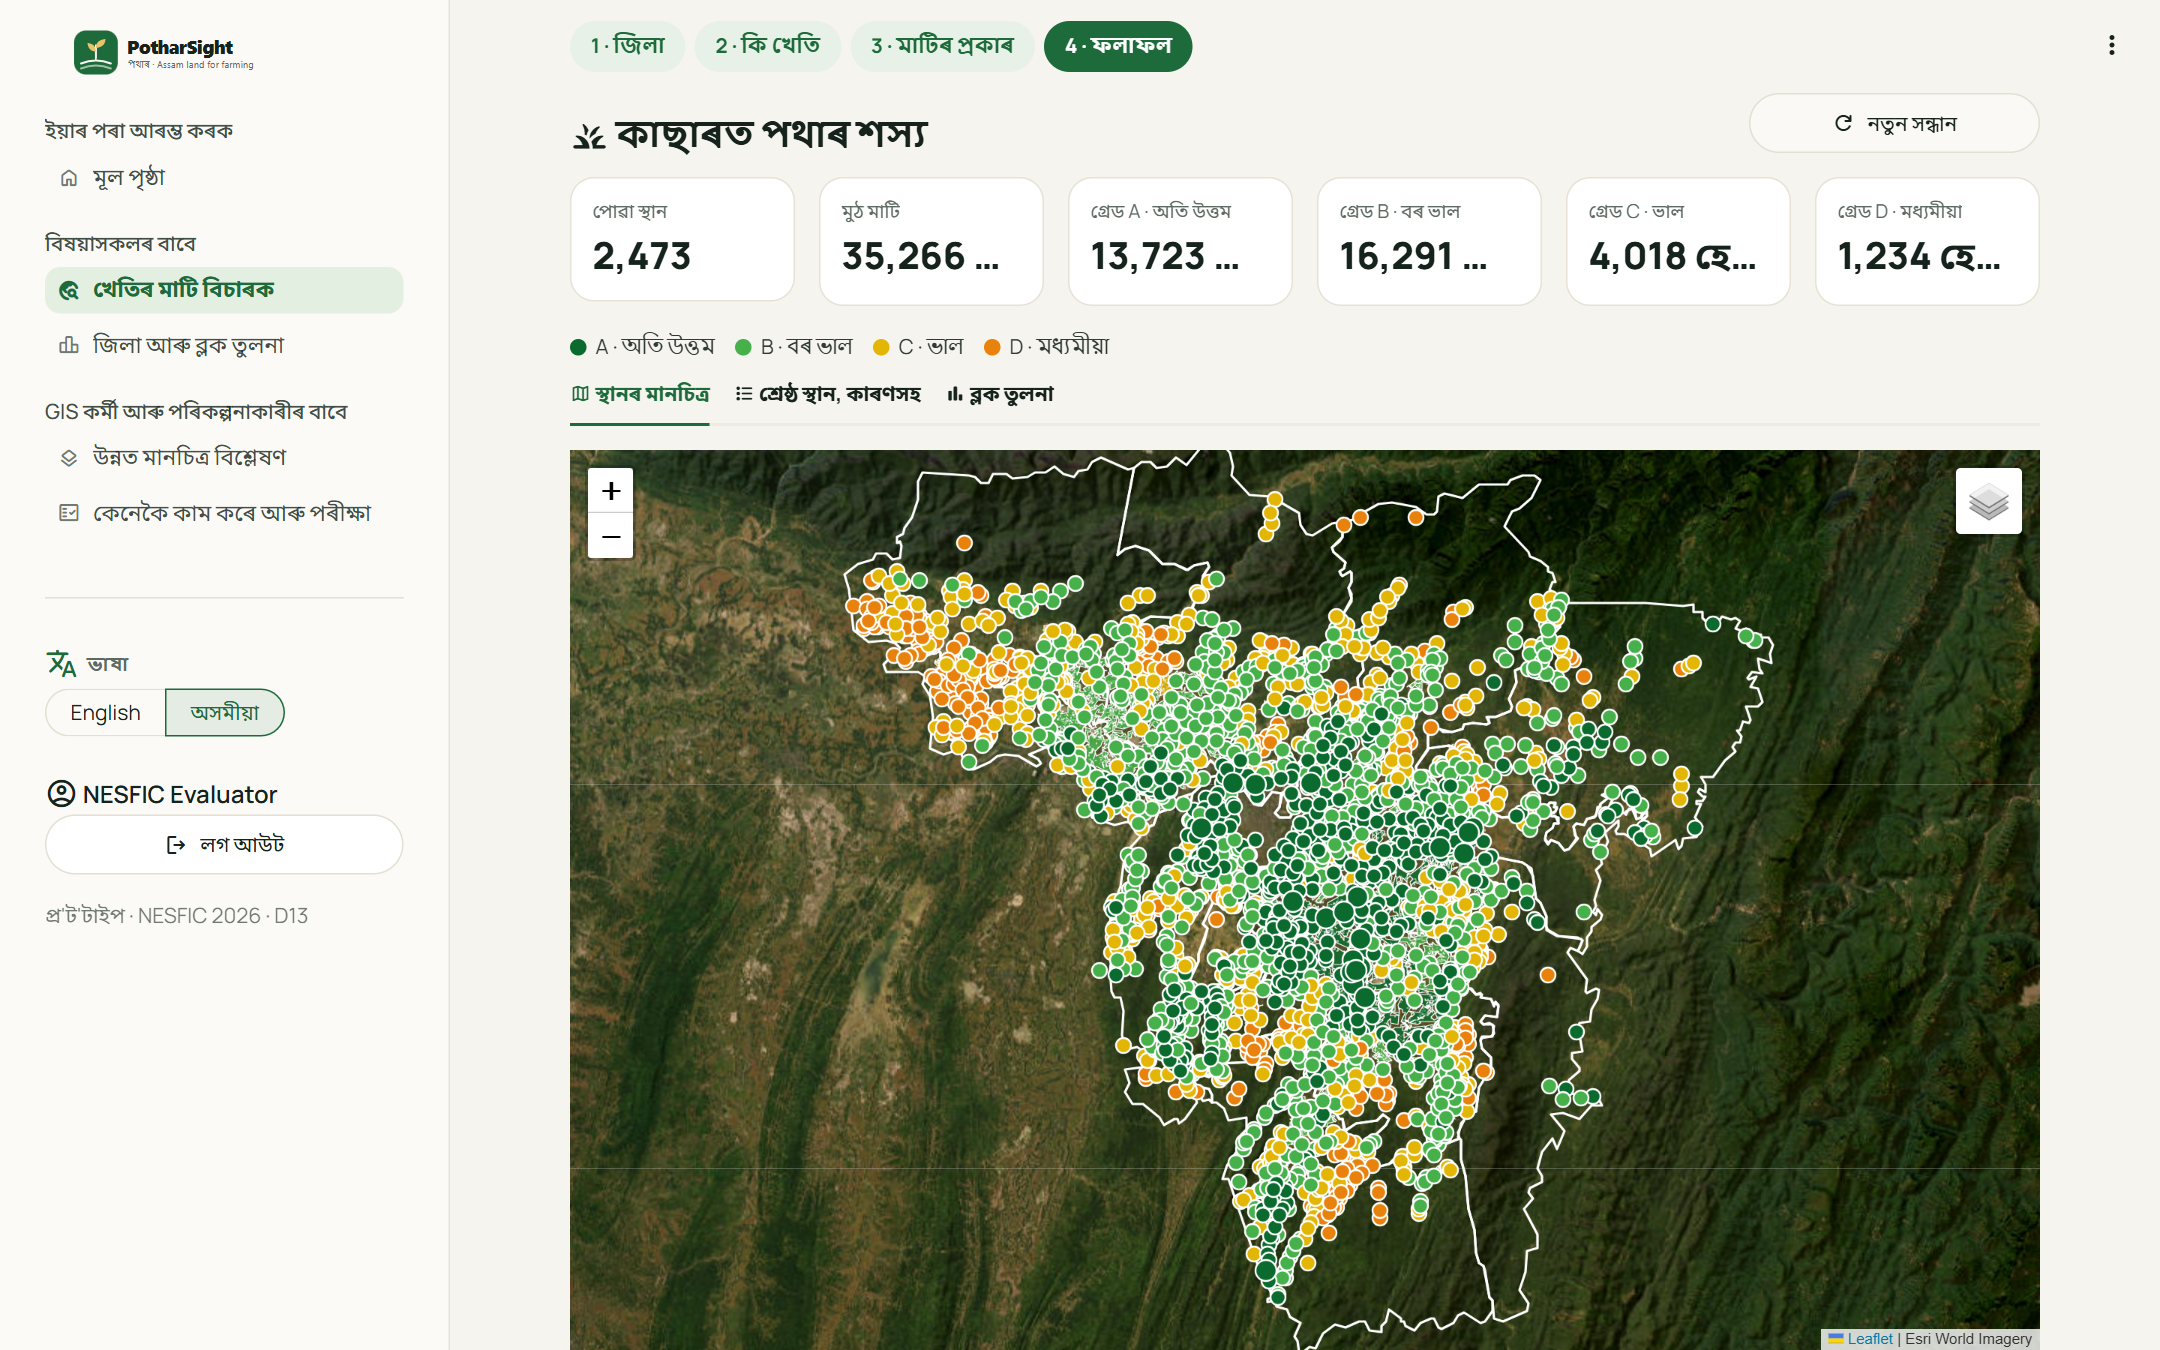 PotharSight
পথাৰ · Assam land for farming
ইয়াৰ পৰা আৰম্ভ কৰক
মূল পৃষ্ঠা
বিষয়াসকলৰ বাবে
খেতিৰ মাটি বিচাৰক
জিলা আৰু ব্লক তুলনা
GIS কৰ্মী আৰু পৰিকল্পনাকাৰীৰ বাবে
উন্নত মানচিত্ৰ বিশ্লেষণ
কেনেকৈ কাম কৰে আৰু পৰীক্ষা
ভাষা
English অসমীয়া
NESFIC Evaluator
লগ আউট
প্ৰ'ট'টাইপ · NESFIC 2026 · D13
1 · জিলা 2 · কি খেতি 3 · মাটিৰ প্ৰকাৰ 4 · ফলাফল
কাছাৰত পথাৰ শস্য
নতুন সন্ধান
পোৱা স্থান
2,473
মুঠ মাটি
35,266 ...
গ্ৰেড A · অতি উত্তম
13,723 ...
গ্ৰেড B · বৰ ভাল
16,291 ...
গ্ৰেড C · ভাল
4,018 হে...
গ্ৰেড D · মধ্যমীয়া
1,234 হে...
A · অতি উত্তম B · বৰ ভাল C · ভাল D · মধ্যমীয়া
স্থানৰ মানচিত্ৰ শ্ৰেষ্ঠ স্থান, কাৰণসহ ব্লক তুলনা
+
−
Leaflet | Esri World Imagery